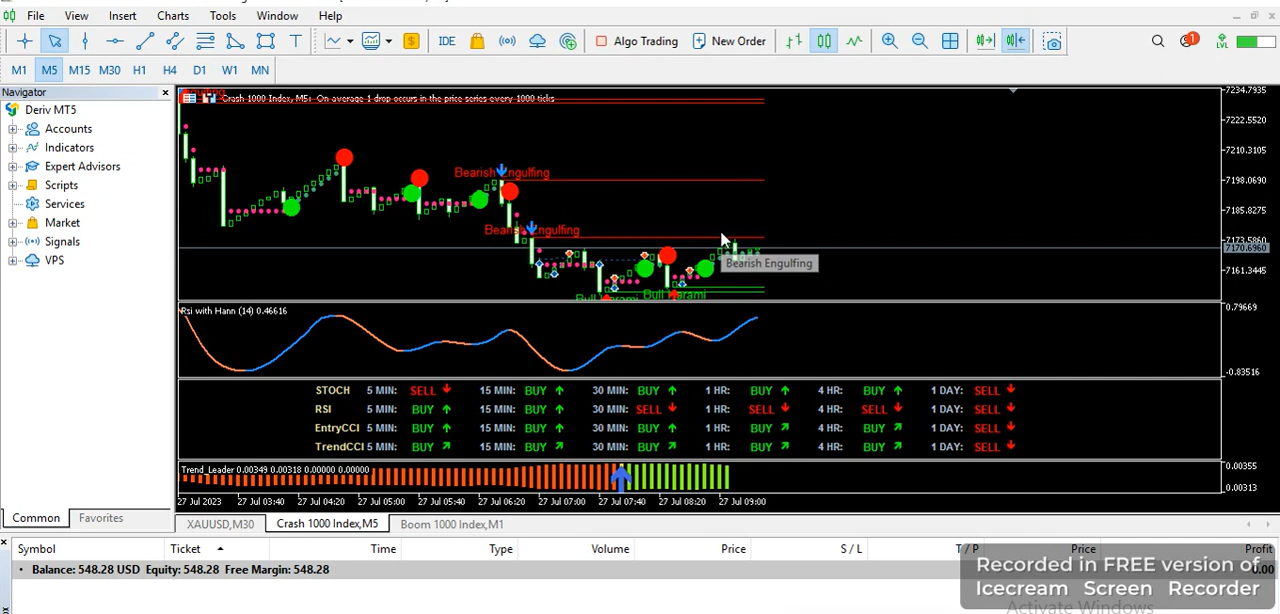 File View Insert Charts Tools Window Help
IDE Algo Trading New Order 1 LVL
M1 M5 M15 M30 H1 H4 D1 W1 MN
Navigator
Deriv MT5
Accounts
Indicators
Expert Advisors
Scripts
Services
Market
Signals
VPS
Common Favorites
Crash 1000 Index, M5: On average 1 drop occurs in the price series every 1000 ticks
Bearish Engulfing
Bearish Engulfing
Bearish Engulfing
Bull Harami
Bull Harami
7234.7935
7222.5520
7210.3105
7198.0690
7185.8275
7173.5860
7161.3445
Rsi with Hann (14) 0.46616
0.79669
-0.83516
STOCH 5 MIN: SELL 15 MIN: BUY 30 MIN: BUY 1 HR: BUY 4 HR: BUY 1 DAY: SELL
RSI 5 MIN: BUY 15 MIN: BUY 30 MIN: SELL 1 HR: SELL 4 HR: SELL 1 DAY: SELL
EntryCCI 5 MIN: BUY 15 MIN: BUY 30 MIN: BUY 1 HR: BUY 4 HR: BUY 1 DAY: SELL
TrendCCI 5 MIN: BUY 15 MIN: BUY 30 MIN: BUY 1 HR: BUY 4 HR: BUY 1 DAY: SELL
Trend_Leader 0.00349 0.00318 0.00000 0.00000
0.00355
0.00313
27 Jul 2023 27 Jul 03:40 27 Jul 04:20 27 Jul 05:00 27 Jul 05:40 27 Jul 06:20 27 Jul 07:00 27 Jul 07:40 27 Jul 08:20 27 Jul 09:00
XAUUSD,M30 Crash 1000 Index,M5 Boom 1000 Index,M1
Symbol Ticket Time Type Volume Price S / L T / P Price Profit
Balance: 548.28 USD Equity: 548.28 Free Margin: 548.28 0.00
Recorded in FREE version of
Icecream Screen Recorder
Activate Windows